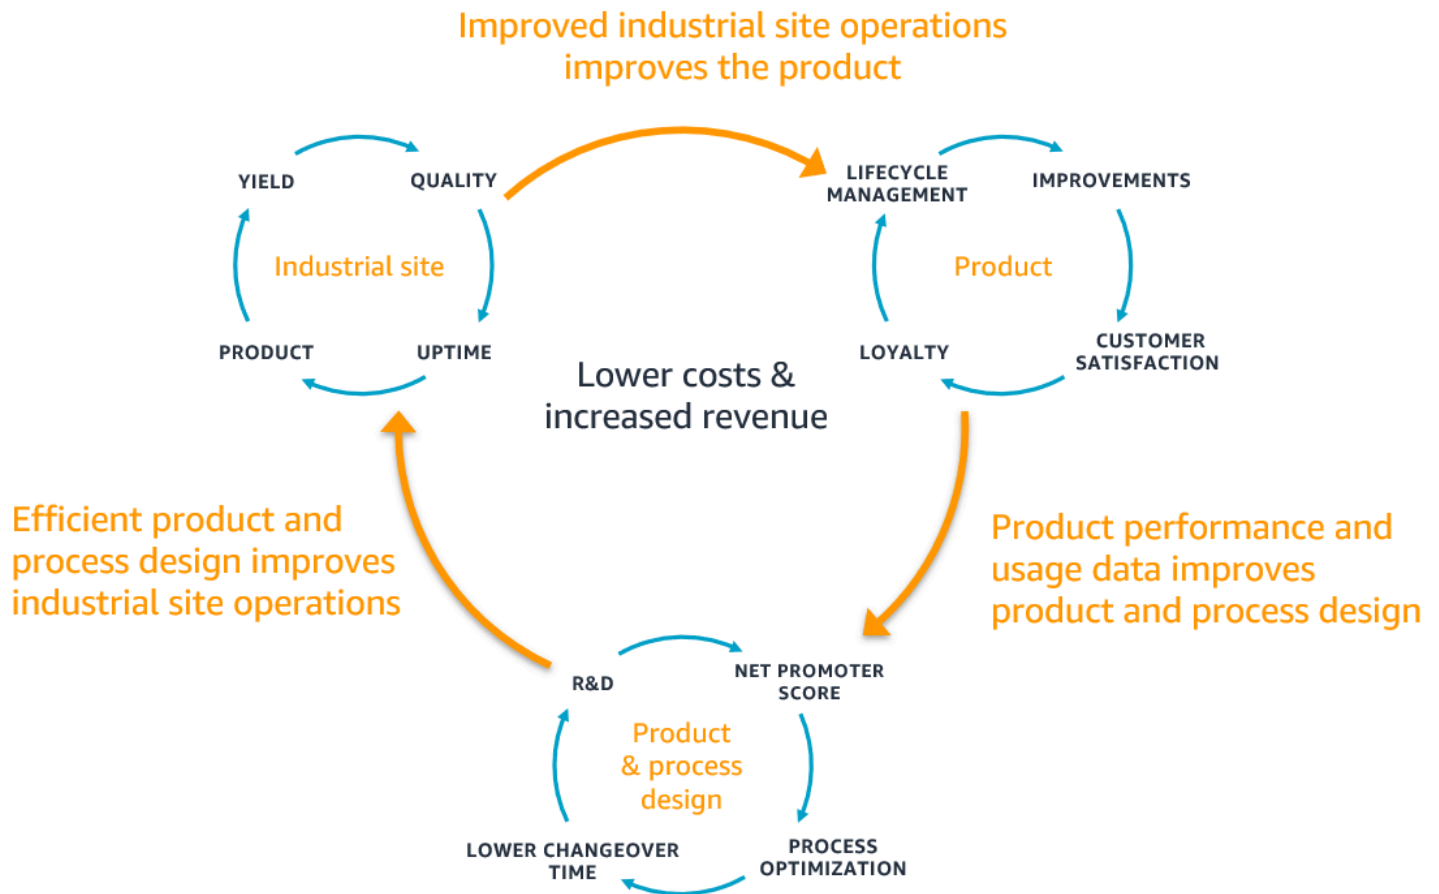 Improved industrial site operations
improves the product
YIELD
QUALITY
Industrial site
PRODUCT
UPTIME
LIFECYCLE
MANAGEMENT
IMPROVEMENTS
Product
LOYALTY
CUSTOMER
SATISFACTION
Lower costs &
increased revenue
Efficient product and
process design improves
industrial site operations
Product performance and
usage data improves
product and process design
R&D
NET PROMOTER
SCORE
Product
& process
design
LOWER CHANGEOVER
TIME
PROCESS
OPTIMIZATION